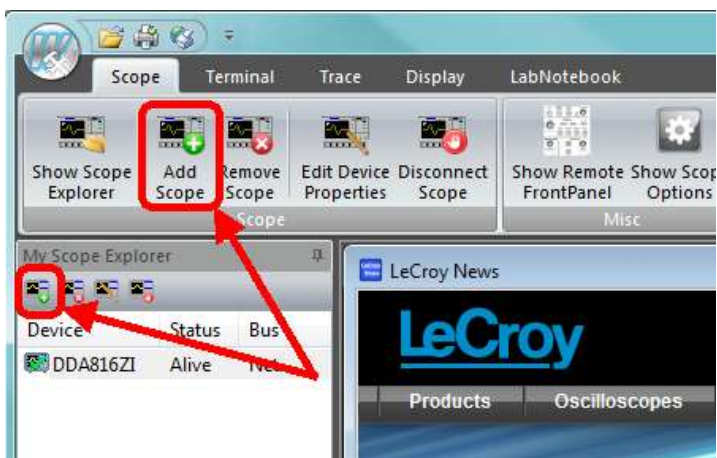 Scope Terminal Trace Display LabNotebook
Show Scope Explorer
Add Scope
Remove Scope
Edit Device Properties
Disconnect Scope
Show Remote FrontPanel
Show Scop
Options
Scope
Misc
My Scope Explorer
LeCroy News
Device Status Bus
DDA816ZI Alive Net
LeCroy
Products Oscilloscopes